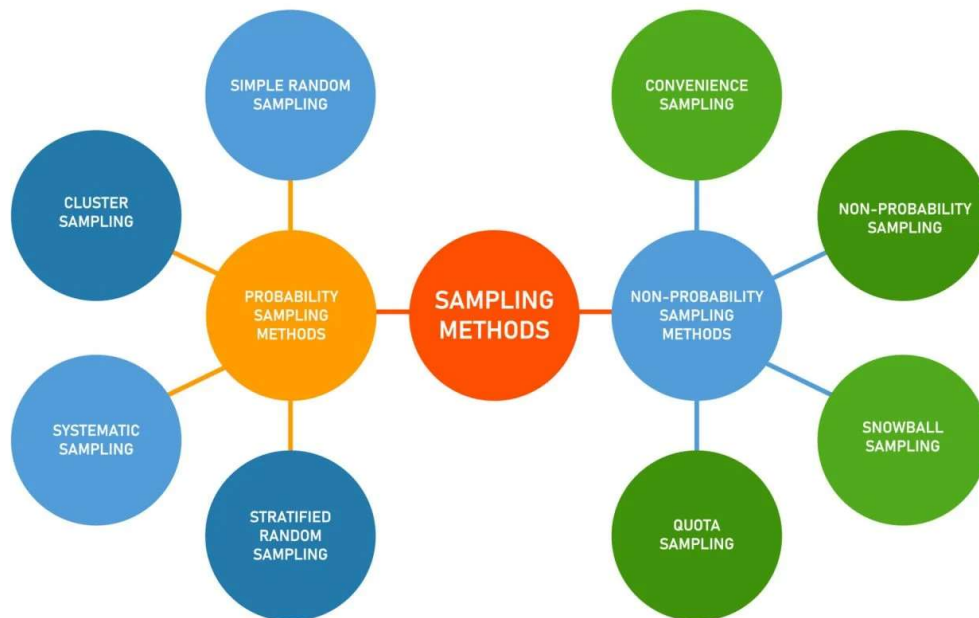 SIMPLE RANDOM
SAMPLING
CONVENIENCE
SAMPLING
CLUSTER
SAMPLING
NON-PROBABILITY
SAMPLING
PROBABILITY
SAMPLING
METHODS
SAMPLING
METHODS
NON-PROBABILITY
SAMPLING
METHODS
SYSTEMATIC
SAMPLING
SNOWBALL
SAMPLING
STRATIFIED
RANDOM
SAMPLING
QUOTA
SAMPLING